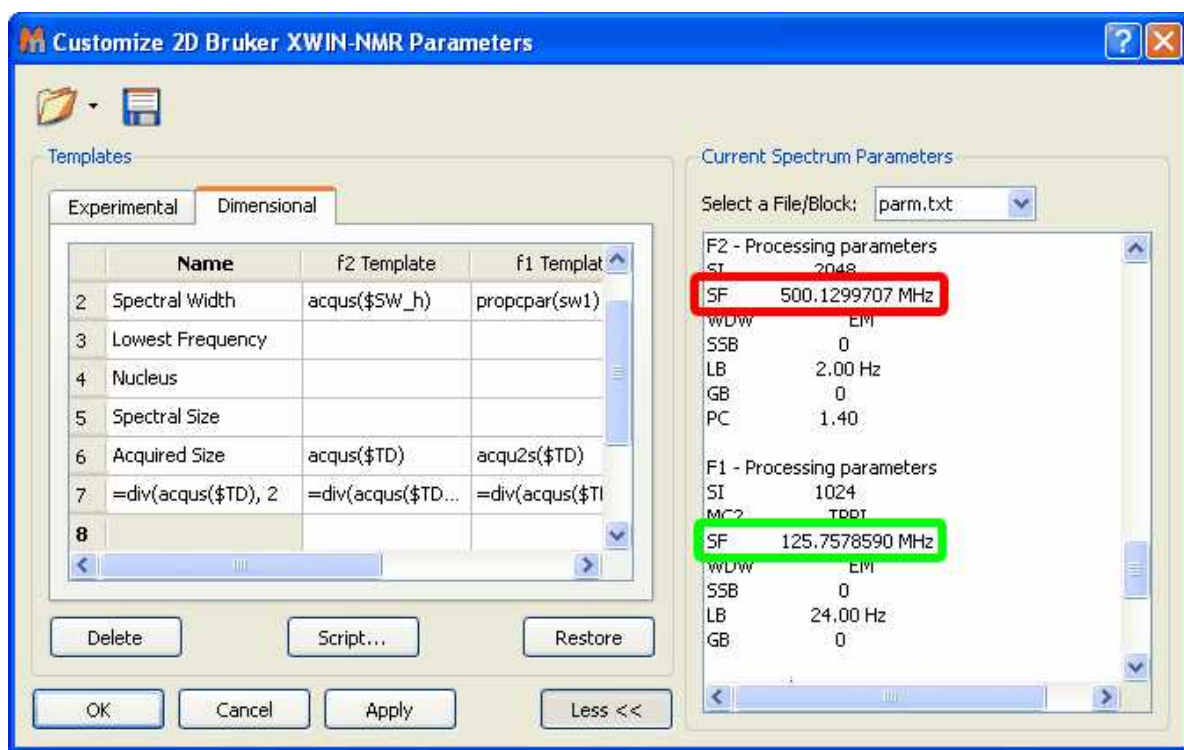 Customize 2D Bruker XWIN-NMR Parameters
Templates
Experimental Dimensional
Name f2 Template f1 Templat
2 Spectral Width acqus($SW_h) propcpar(sw1)
3 Lowest Frequency
4 Nucleus
5 Spectral Size
6 Acquired Size acqus($TD) acqu2s($TD)
7 =div(acqus($TD), 2 =div(acqus($TD... =div(acqus($TI
8
Delete Script... Restore
OK Cancel Apply Less <<
Current Spectrum Parameters
Select a File/Block: parm.txt
F2 - Processing parameters
SI 2048
SF 500.1299707 MHz
WDW EM
SSB 0
LB 2.00 Hz
GB 0
PC 1.40
F1 - Processing parameters
SI 1024
MC2 TPPI
SF 125.7578590 MHz
WDW EM
SSB 0
LB 24.00 Hz
GB 0